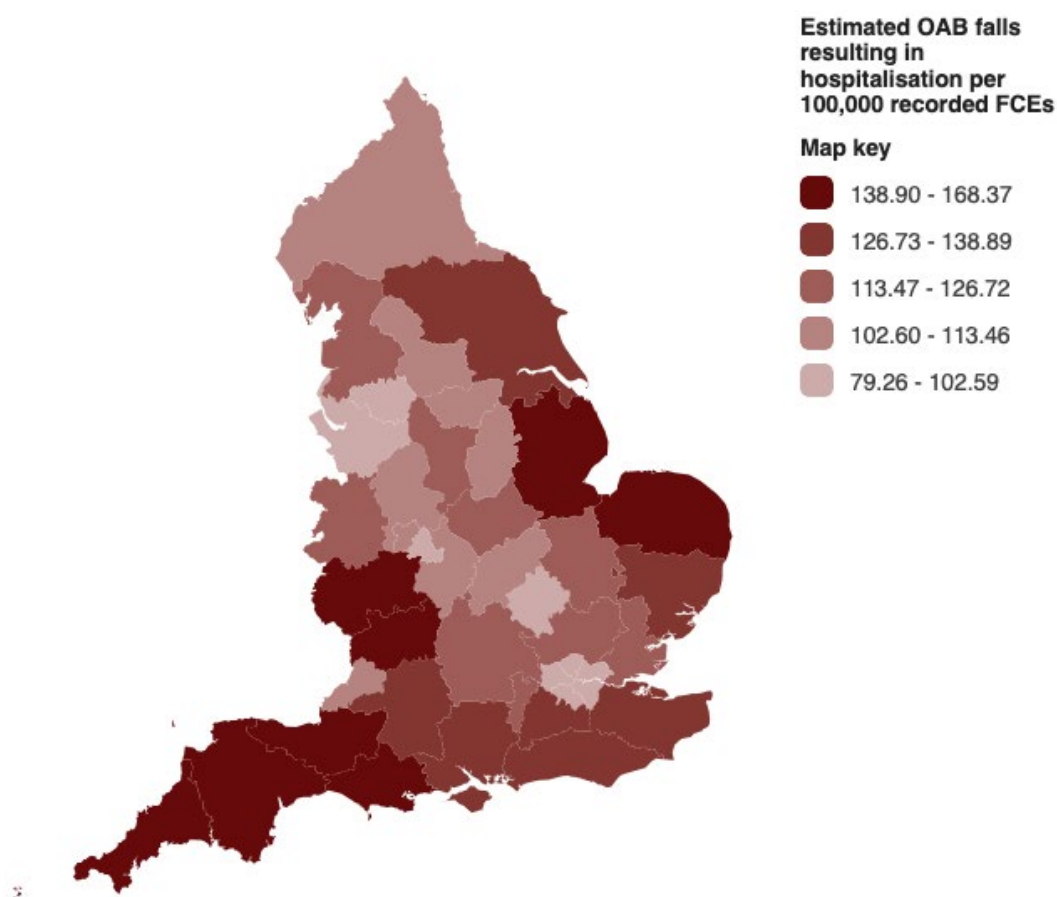 Estimated OAB falls
resulting in
hospitalisation per
100,000 recorded FCEs
Map key
138.90 - 168.37
126.73 - 138.89
113.47 - 126.72
102.60 - 113.46
79.26 - 102.59